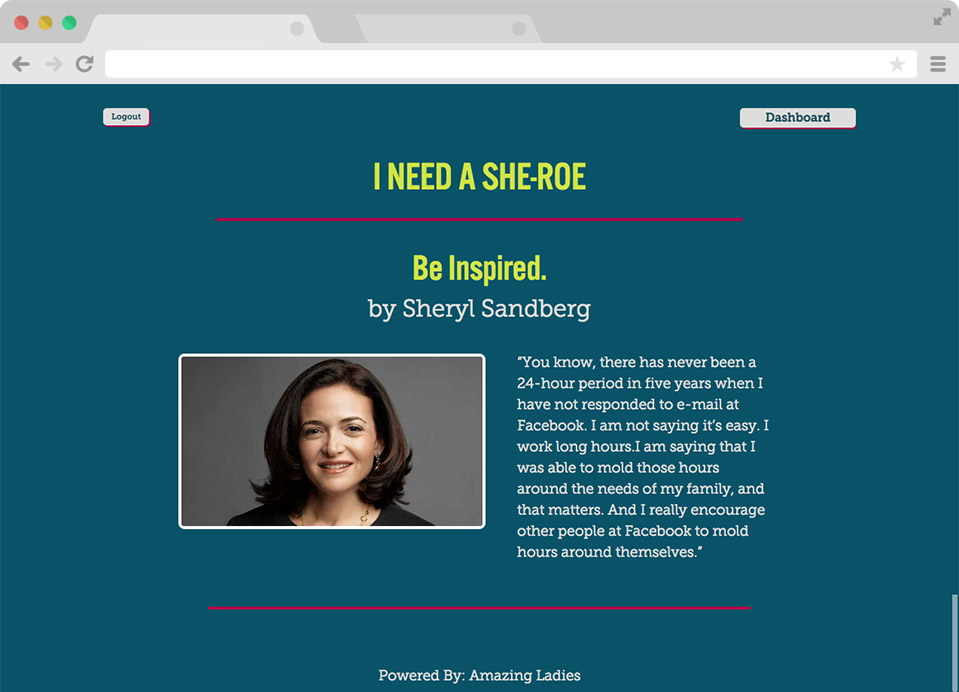 Logout
Dashboard
I NEED A SHE-ROE
Be Inspired.
by Sheryl Sandberg
"You know, there has never been a
24-hour period in five years when I
have not responded to e-mail at
Facebook. I am not saying it's easy. I
work long hours.I am saying that I
was able to mold those hours
around the needs of my family, and
that matters. And I really encourage
other people at Facebook to mold
hours around themselves."
Powered By: Amazing Ladies